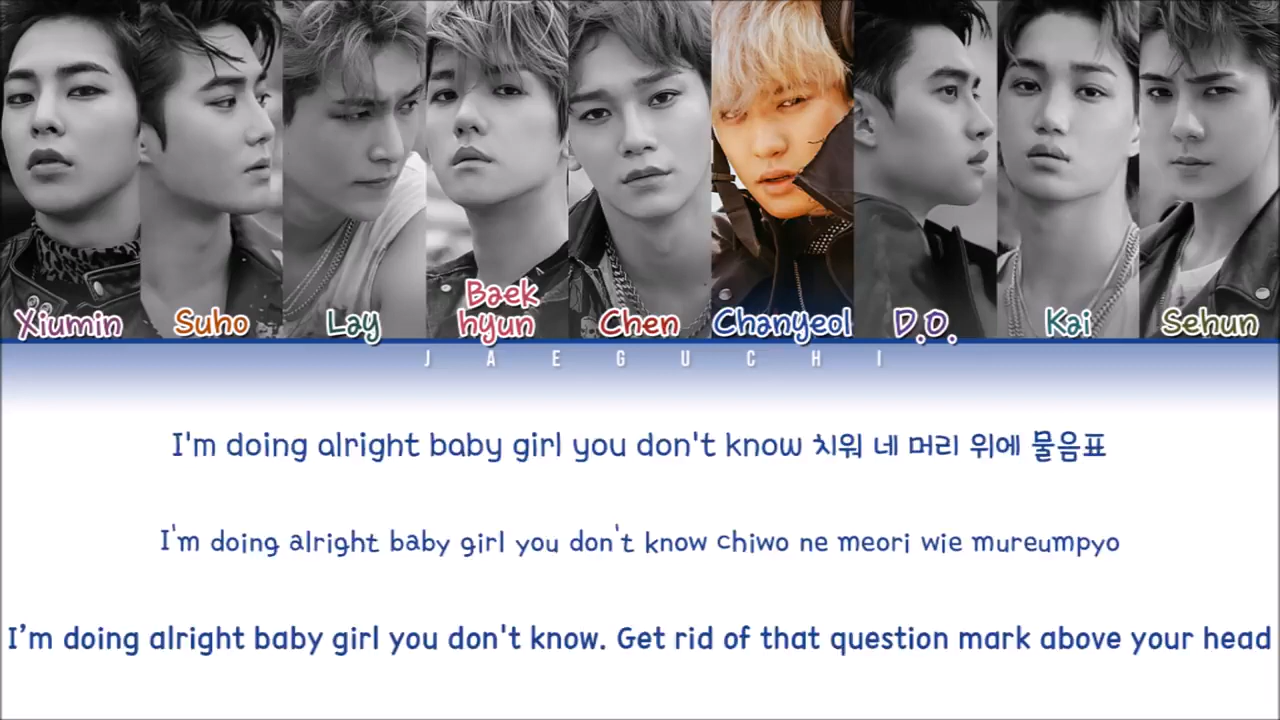 Xiumin
Suho
Lay
Baek
hyun
Chen
Chanyeol
D.O.
Kai
Sehun
JAEGUCHI
I'm doing alright baby girl you don't know 치워 네 머리 위에 물음표
I'm doing alright baby girl you don't know chiwo ne meori wie mureumpyo
I’m doing alright baby girl you don't know. Get rid of that question mark above your head